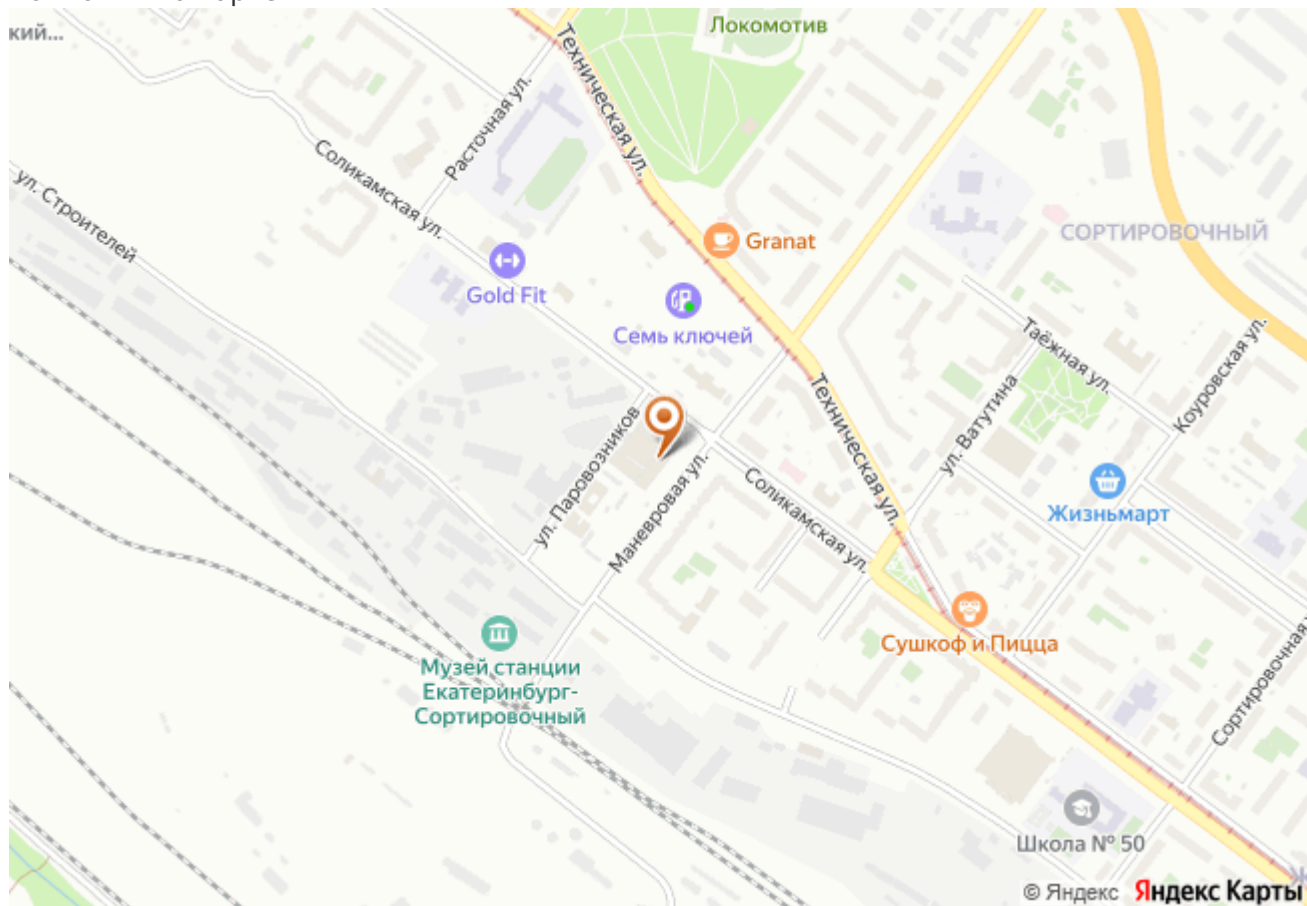 кий...
Локомотив
Техническая ул.
Расточная ул.
Соликамская ул.
ул. Строителей
Granat
СОРТИРОВОЧНЫЙ
Gold Fit
Семь ключей
Таёжная ул.
Коуровская ул.
Техническая ул.
ул. Ватутина
ул. Паровозников
Маневровая ул.
Соликамская ул.
Жизньмарт
Музей станции
Екатеринбург-
Сортировочный
Сушкоф и Пицца
Сортировочная
Школа № 50
Ж
© Яндекс Яндекс Карты